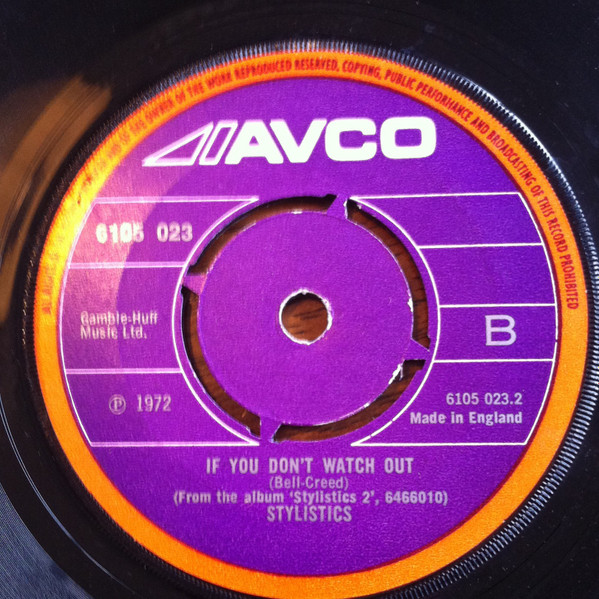 OF THE OWNER OF THE WORK REPRODUCED RESERVED, COPYING, PUBLIC PERFORMANCE AND BROADCASTING OF THIS RECORD PROHIBITED
AVCO
6105 023
Gamble-Huff
Music Ltd.
B
℗ 1972
6105 023.2
Made in England
IF YOU DON'T WATCH OUT
(Bell-Creed)
(From the album 'Stylistics 2', 6466010)
STYLISTICS